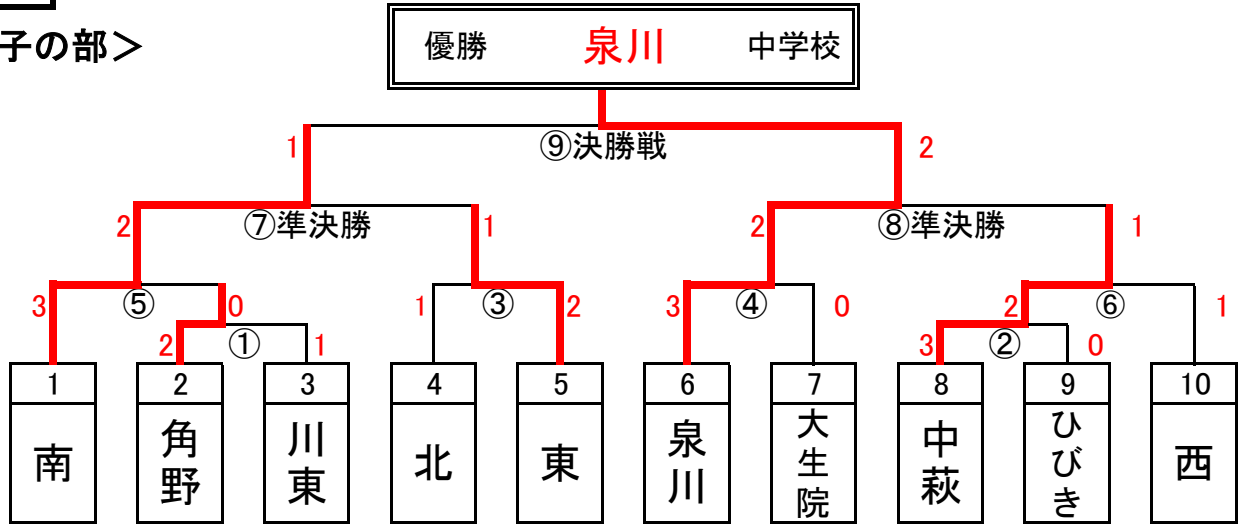 子の部＞
優勝 泉川 中学校
1 ⑨決勝戦 2
2 ⑦準決勝 1 2 ⑧準決勝 1
3 ⑤ 0 1 ③ 2 3 ④ 0 2 ⑥ 1
2 ① 1 3 ② 0
1 2 3 4 5 6 7 8 9 10
南 角野 川東 北 東 泉川 大生院 中萩 ひびき 西